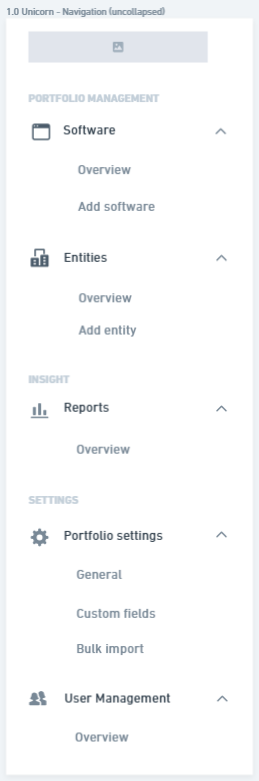 1.0 Unicorn - Navigation (uncollapsed)
PORTFOLIO MANAGEMENT
Software
Overview
Add software
Entities
Overview
Add entity
INSIGHT
Reports
Overview
SETTINGS
Portfolio settings
General
Custom fields
Bulk import
User Management
Overview